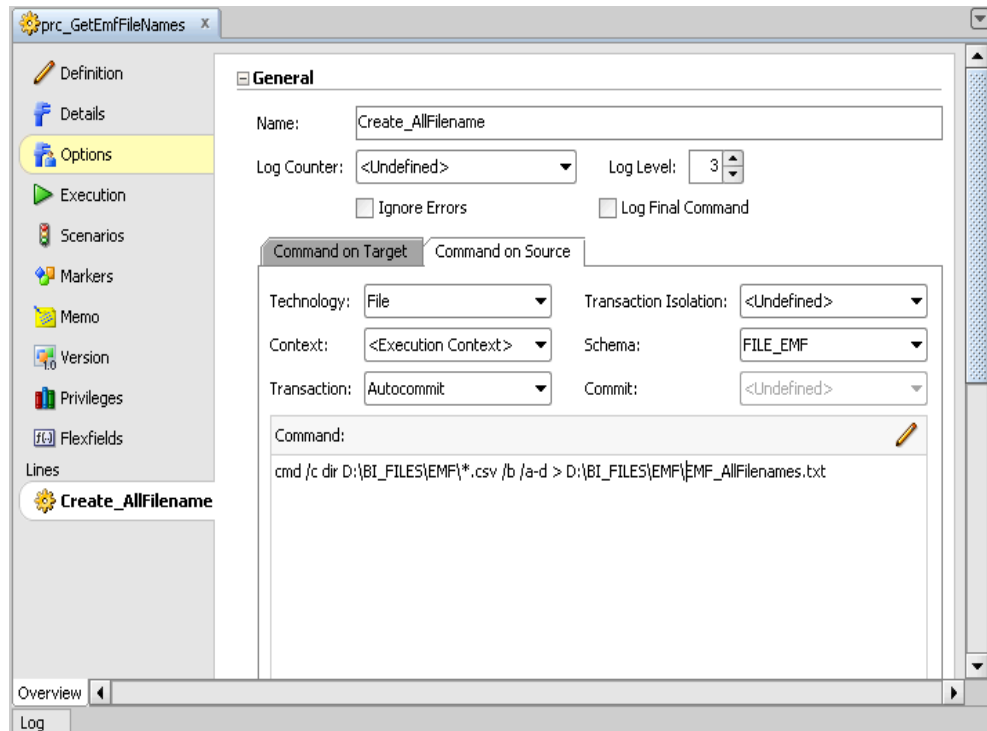 prc_GetEmfFileNames x
Definition
Details
Options
Execution
Scenarios
Markers
Memo
1.0 Version
Privileges
f(.) Flexfields
Lines
Create_AllFilename
General
Name: Create_AllFilename
Log Counter: <Undefined> Log Level: 3
Ignore Errors Log Final Command
Command on Target Command on Source
Technology: File Transaction Isolation: <Undefined>
Context: <Execution Context> Schema: FILE_EMF
Transaction: Autocommit Commit: <Undefined>
Command:
cmd /c dir D:\BI_FILES\EMF\*.csv /b /a-d > D:\BI_FILES\EMF\EMF_AllFilenames.txt
Overview
Log